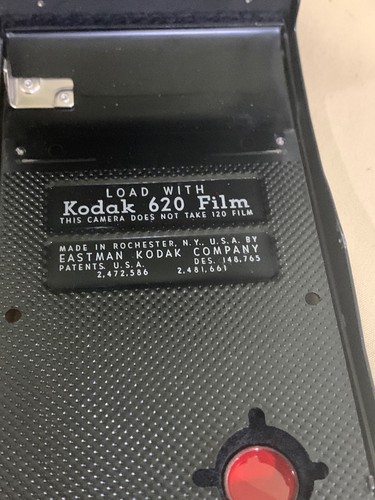 LOAD WITH
Kodak 620 Film
THIS CAMERA DOES NOT TAKE 120 FILM
MADE IN ROCHESTER, N.Y., U.S.A. BY
EASTMAN KODAK COMPANY
PATENTS, U.S.A. DES. 148,765
2,472,586 2,481,661